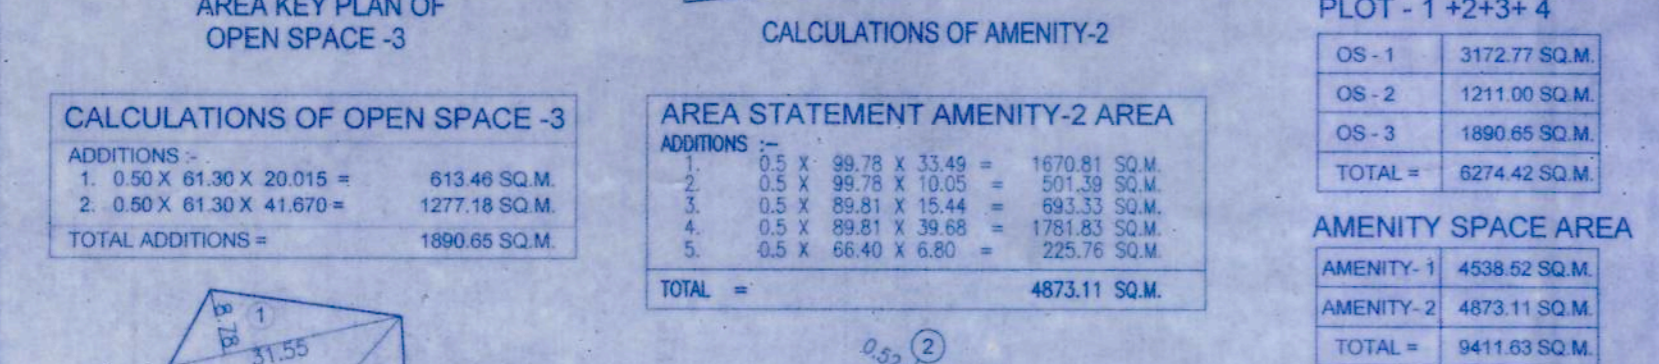 AREA KEY PLAN OF
OPEN SPACE -3
CALCULATIONS OF OPEN SPACE -3
ADDITIONS :-
1. 0.50 X 61.30 X 20.015 = 613.46 SQ.M.
2. 0.50 X 61.30 X 41.670 = 1277.18 SQ.M.
TOTAL ADDITIONS = 1890.65 SQ.M.
8.78
1
31.55
CALCULATIONS OF AMENITY-2
AREA STATEMENT AMENITY-2 AREA
ADDITIONS :-
1. 0.5 X 99.78 X 33.49 = 1670.81 SQ.M.
2. 0.5 X 99.78 X 10.05 = 501.39 SQ.M.
3. 0.5 X 89.81 X 15.44 = 693.33 SQ.M.
4. 0.5 X 89.81 X 39.68 = 1781.83 SQ.M.
5. 0.5 X 66.40 X 6.80 = 225.76 SQ.M.
TOTAL = 4873.11 SQ.M.
2
PLOT - 1 +2+3+ 4
OS - 1 3172.77 SQ.M.
OS - 2 1211.00 SQ.M.
OS - 3 1890.65 SQ.M.
TOTAL = 6274.42 SQ.M.
AMENITY SPACE AREA
AMENITY- 1 4538.52 SQ.M.
AMENITY- 2 4873.11 SQ.M.
TOTAL = 9411.63 SQ.M.